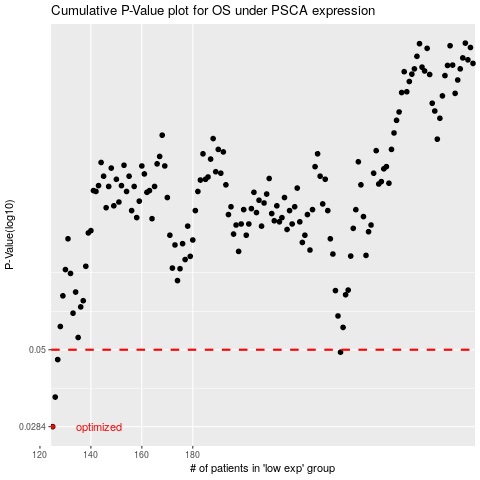 Cumulative P-Value plot for OS under PSCA expression
P-Value(log10)
0.05
0.0284
optimized
120 140 160 180
# of patients in 'low exp' group